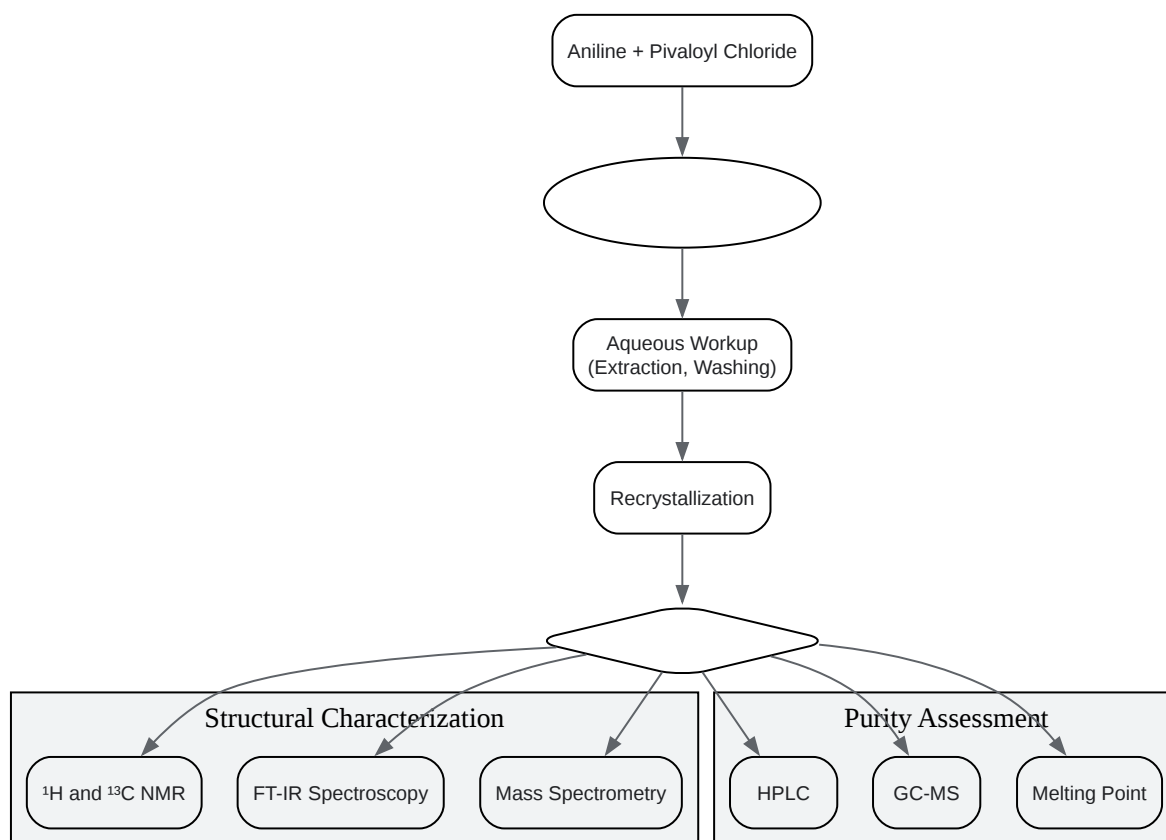 Aniline + Pivaloyl Chloride
Aqueous Workup
(Extraction, Washing)
Recrystallization
Structural Characterization
Purity Assessment
¹H and ¹³C NMR
FT-IR Spectroscopy
Mass Spectrometry
HPLC
GC-MS
Melting Point